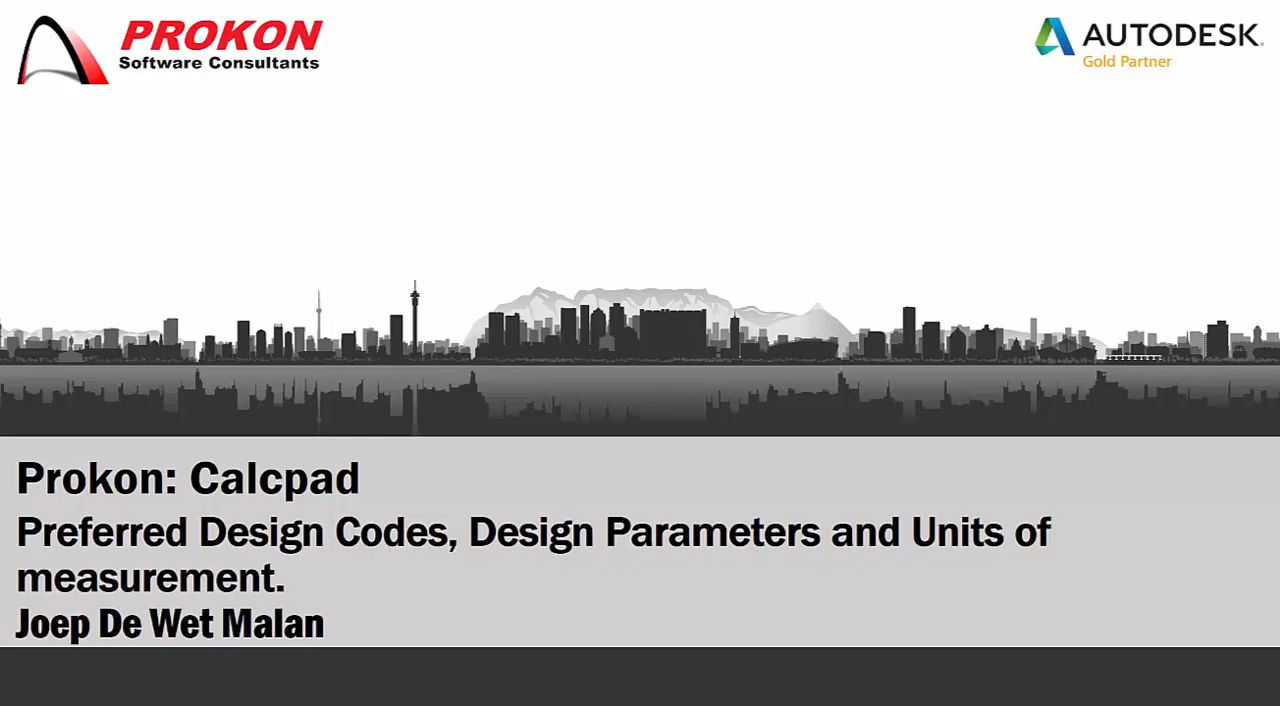 PROKON
Software Consultants
AUTODESK.
Gold Partner
Prokon: Calcpad
Preferred Design Codes, Design Parameters and Units of
measurement.
Joep De Wet Malan